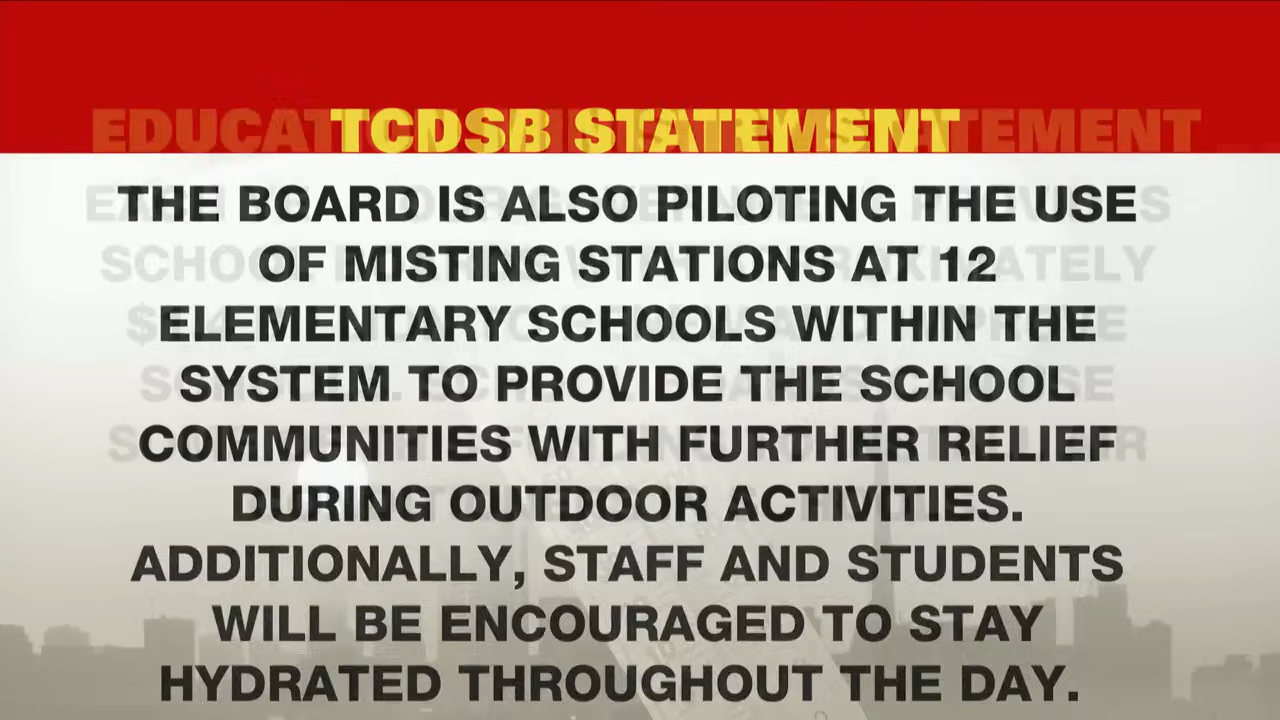 TCDSB STATEMENT
THE BOARD IS ALSO PILOTING THE USE
OF MISTING STATIONS AT 12
ELEMENTARY SCHOOLS WITHIN THE
SYSTEM TO PROVIDE THE SCHOOL
COMMUNITIES WITH FURTHER RELIEF
DURING OUTDOOR ACTIVITIES.
ADDITIONALLY, STAFF AND STUDENTS
WILL BE ENCOURAGED TO STAY
HYDRATED THROUGHOUT THE DAY.